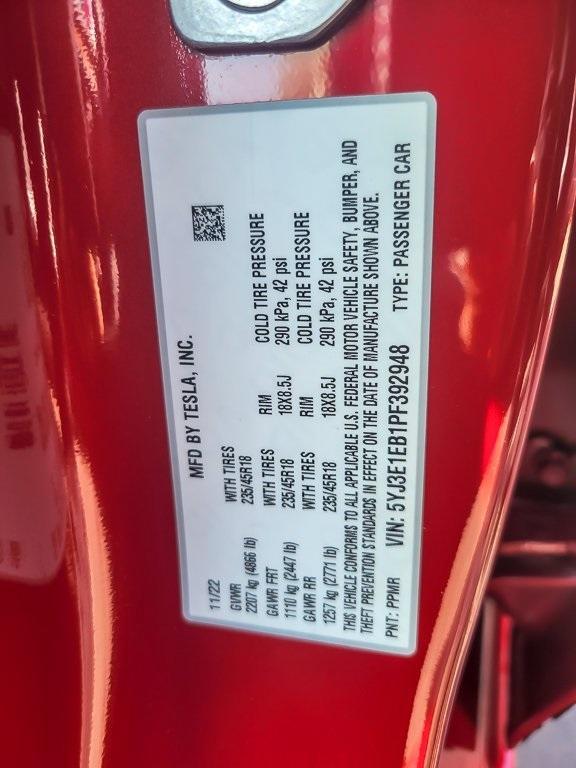 MFD BY TESLA, INC.
11/22
GVWR WITH TIRES RIM COLD TIRE PRESSURE
2207 kg (4866 lb) 235/45R18 18X8.5J 290 kPa, 42 psi
GAWR FRT WITH TIRES RIM COLD TIRE PRESSURE
1110 kg (2447 lb) 235/45R18 18X8.5J 290 kPa, 42 psi
GAWR RR
1257 kg (2771 lb) 235/45R18
THIS VEHICLE CONFORMS TO ALL APPLICABLE U.S. FEDERAL MOTOR VEHICLE SAFETY, BUMPER, AND
THEFT PREVENTION STANDARDS IN EFFECT ON THE DATE OF MANUFACTURE SHOWN ABOVE.
PNT: PPMR VIN: 5YJ3E1EB1PF392948 TYPE: PASSENGER CAR